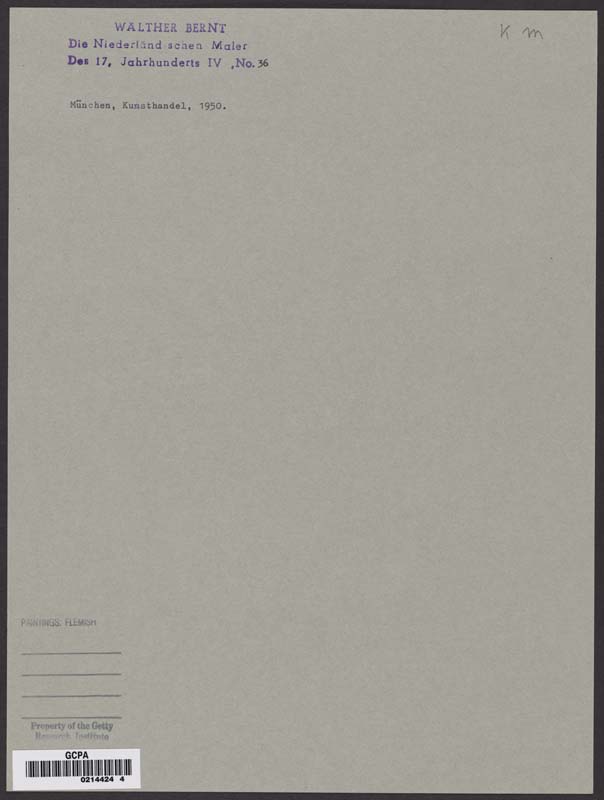 WALTHER BERNT
K m
Die Niederländ schen Maler
Des 17, Jahrhunderts IV ,No. 36
München, Kunsthandel, 1950.
PAINTINGS: FLEMISH
Property of the Getty
Research Institute
GCPA
0214424 4